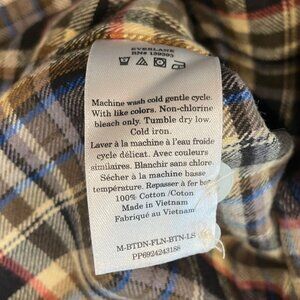 EVERLANE
RN# 139393
Machine wash cold gentle cycle.
With like colors. Non-chlorine
bleach only. Tumble dry low.
Cold iron.
Laver à la machine à l'eau froide
cycle délicat. Avec couleurs
similaires. Blanchir sans chlore.
Sécher à la machine basse
température. Repasser à fer
100% Cotton /Coton
Made in Vietnam
Fabriqué au Vietnam
M-BTDN-FLN-BTN-LS
PP6924243188